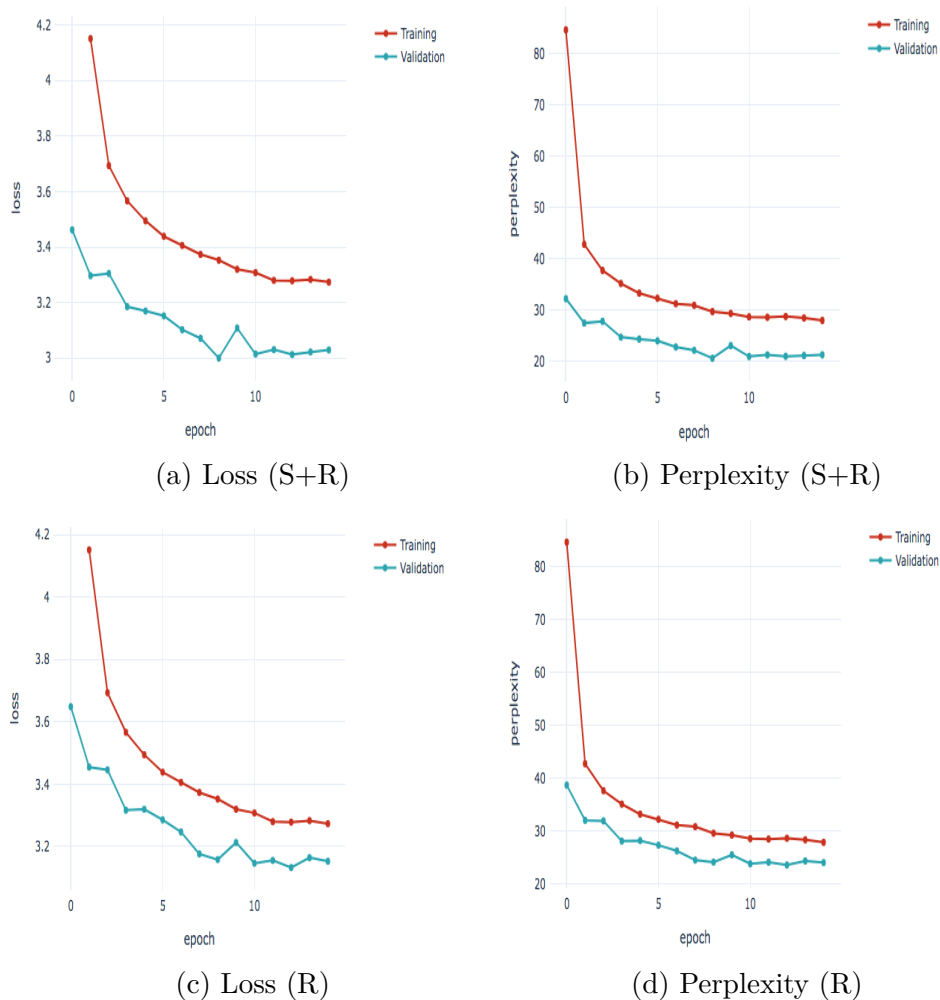 4.2
4
3.8
3.6
3.4
3.2
3
loss
0
5
10
epoch
Training
Validation
(a) Loss (S+R)
80
70
60
50
40
30
20
perplexity
0
5
10
epoch
Training
Validation
(b) Perplexity (S+R)
4.2
4
3.8
3.6
3.4
3.2
loss
0
5
10
epoch
Training
Validation
(c) Loss (R)
80
70
60
50
40
30
20
perplexity
0
5
10
epoch
Training
Validation
(d) Perplexity (R)